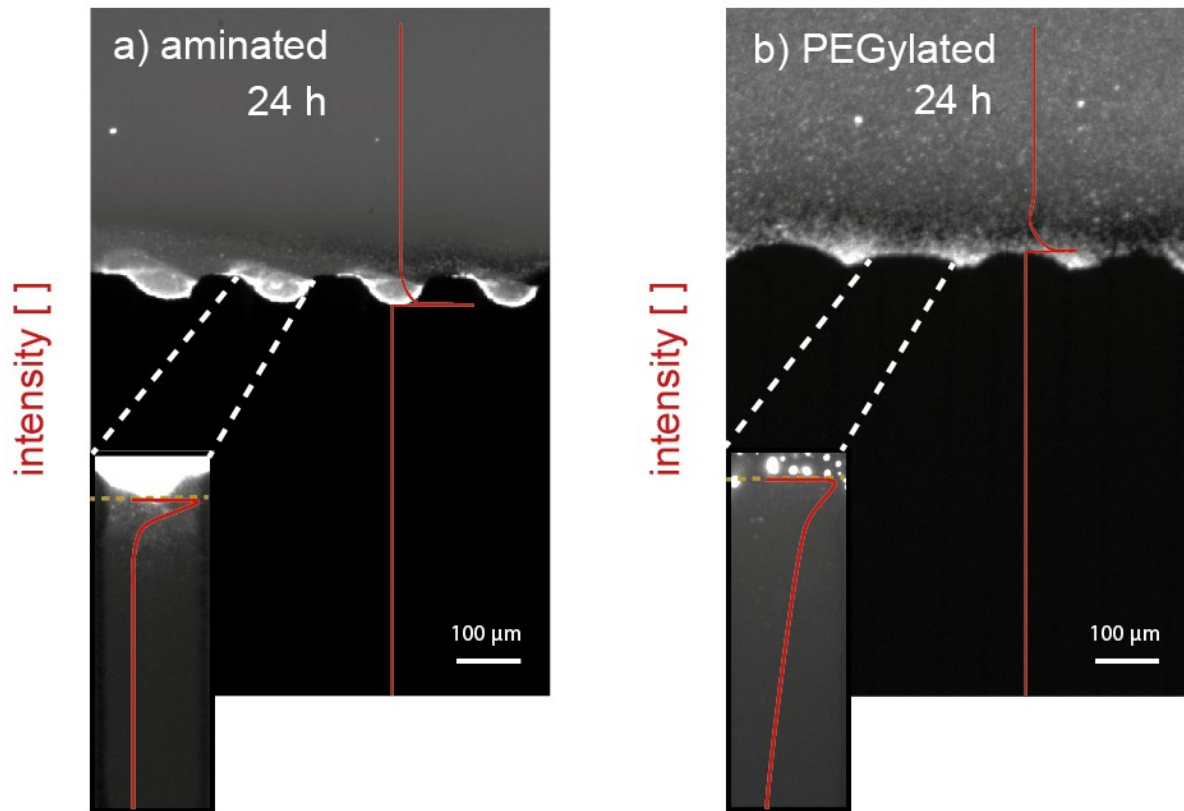 a) aminated
24 h
intensity [ ]
100 µm
b) PEGylated
24 h
intensity [ ]
100 µm